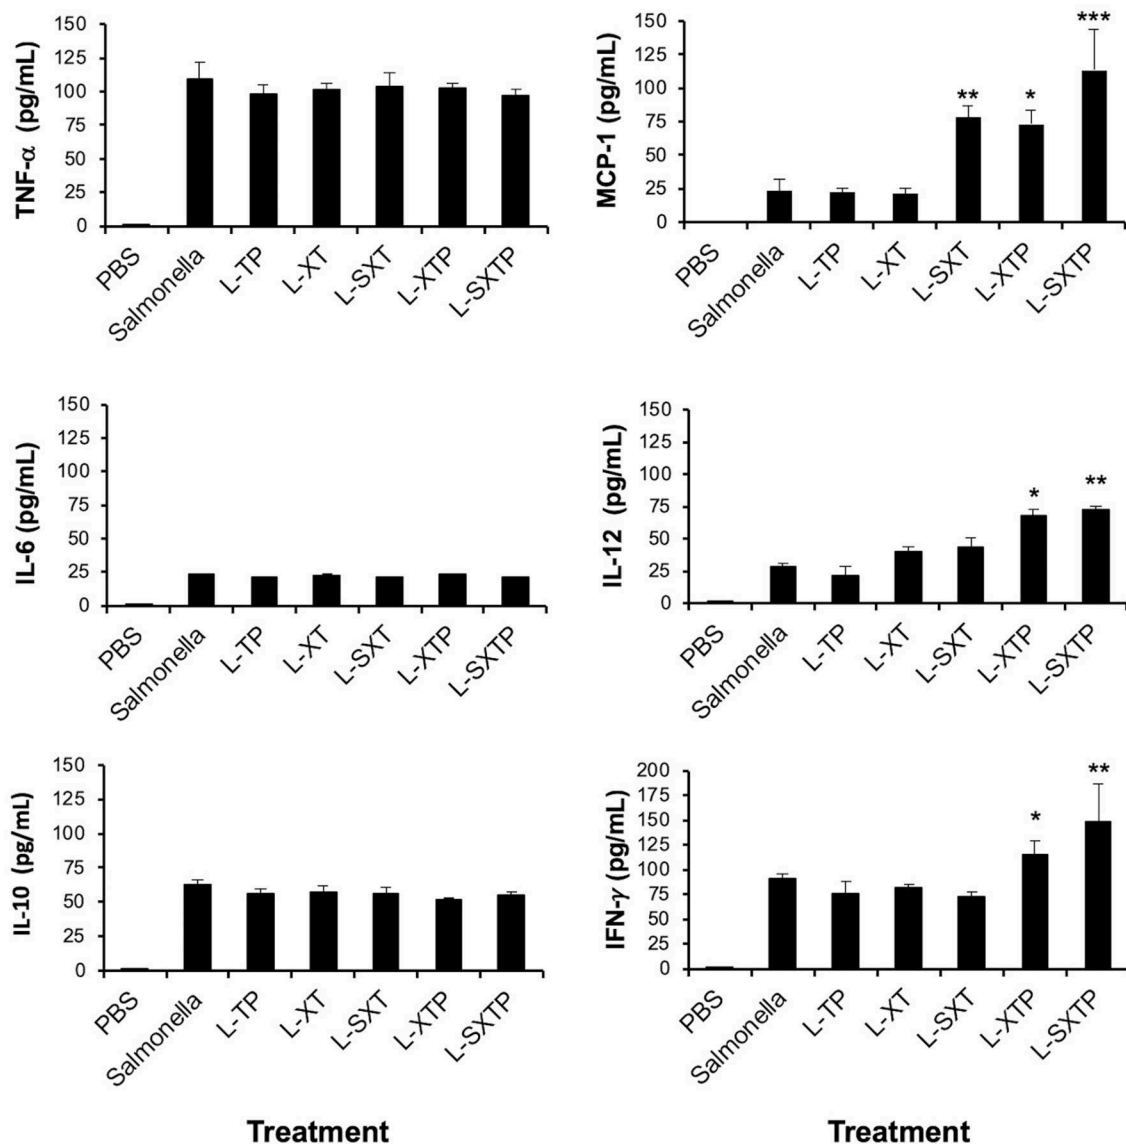 TNF-α (pg/mL)
150
125
100
75
50
25
0
PBS
Salmonella
L-TP
L-XT
L-SXT
L-XTP
L-SXTP
MCP-1 (pg/mL)
150
125
100
75
50
25
0
**
*
***
PBS
Salmonella
L-TP
L-XT
L-SXT
L-XTP
L-SXTP
IL-6 (pg/mL)
150
125
100
75
50
25
0
PBS
Salmonella
L-TP
L-XT
L-SXT
L-XTP
L-SXTP
IL-12 (pg/mL)
150
125
100
75
50
25
0
*
**
PBS
Salmonella
L-TP
L-XT
L-SXT
L-XTP
L-SXTP
IL-10 (pg/mL)
150
125
100
75
50
25
0
PBS
Salmonella
L-TP
L-XT
L-SXT
L-XTP
L-SXTP
Treatment
IFN-γ (pg/mL)
200
175
150
125
100
75
50
25
0
*
**
PBS
Salmonella
L-TP
L-XT
L-SXT
L-XTP
L-SXTP
Treatment